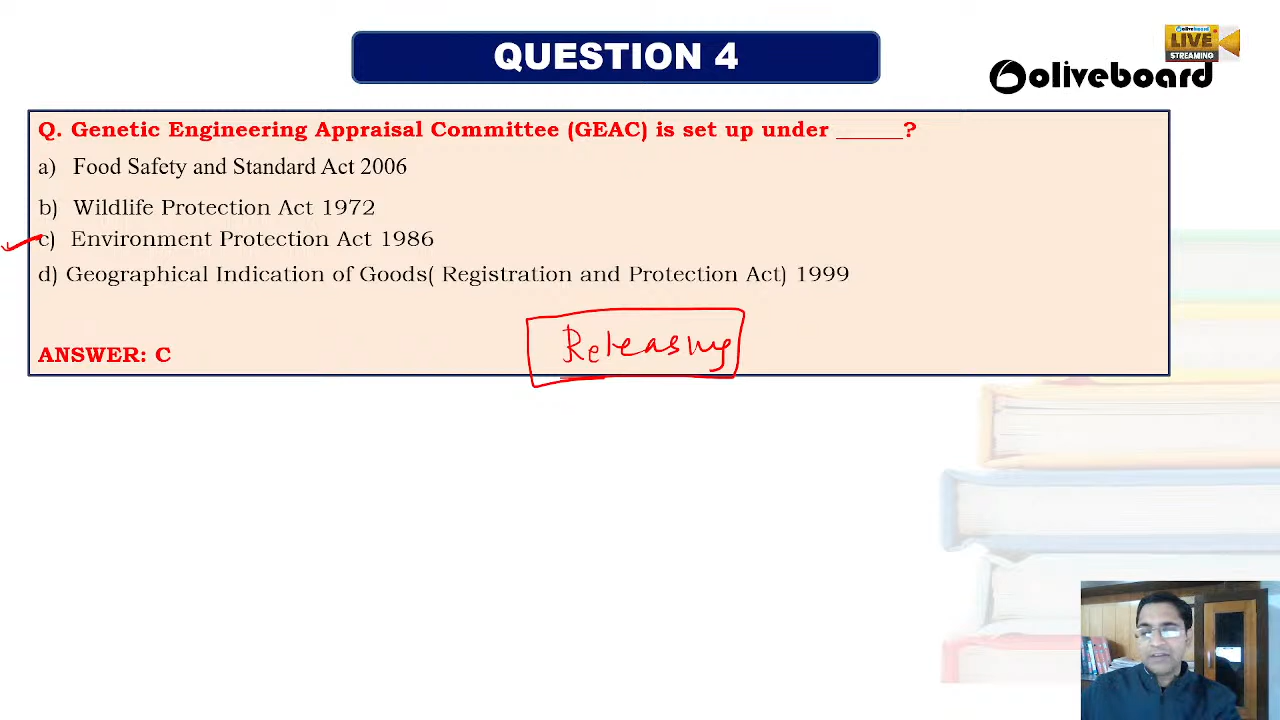 QUESTION 4
oliveboard
LIVE
STREAMING
oliveboard
Q. Genetic Engineering Appraisal Committee (GEAC) is set up under ______?
a) Food Safety and Standard Act 2006
b) Wildlife Protection Act 1972
c) Environment Protection Act 1986
d) Geographical Indication of Goods( Registration and Protection Act) 1999
Releasing
ANSWER: C